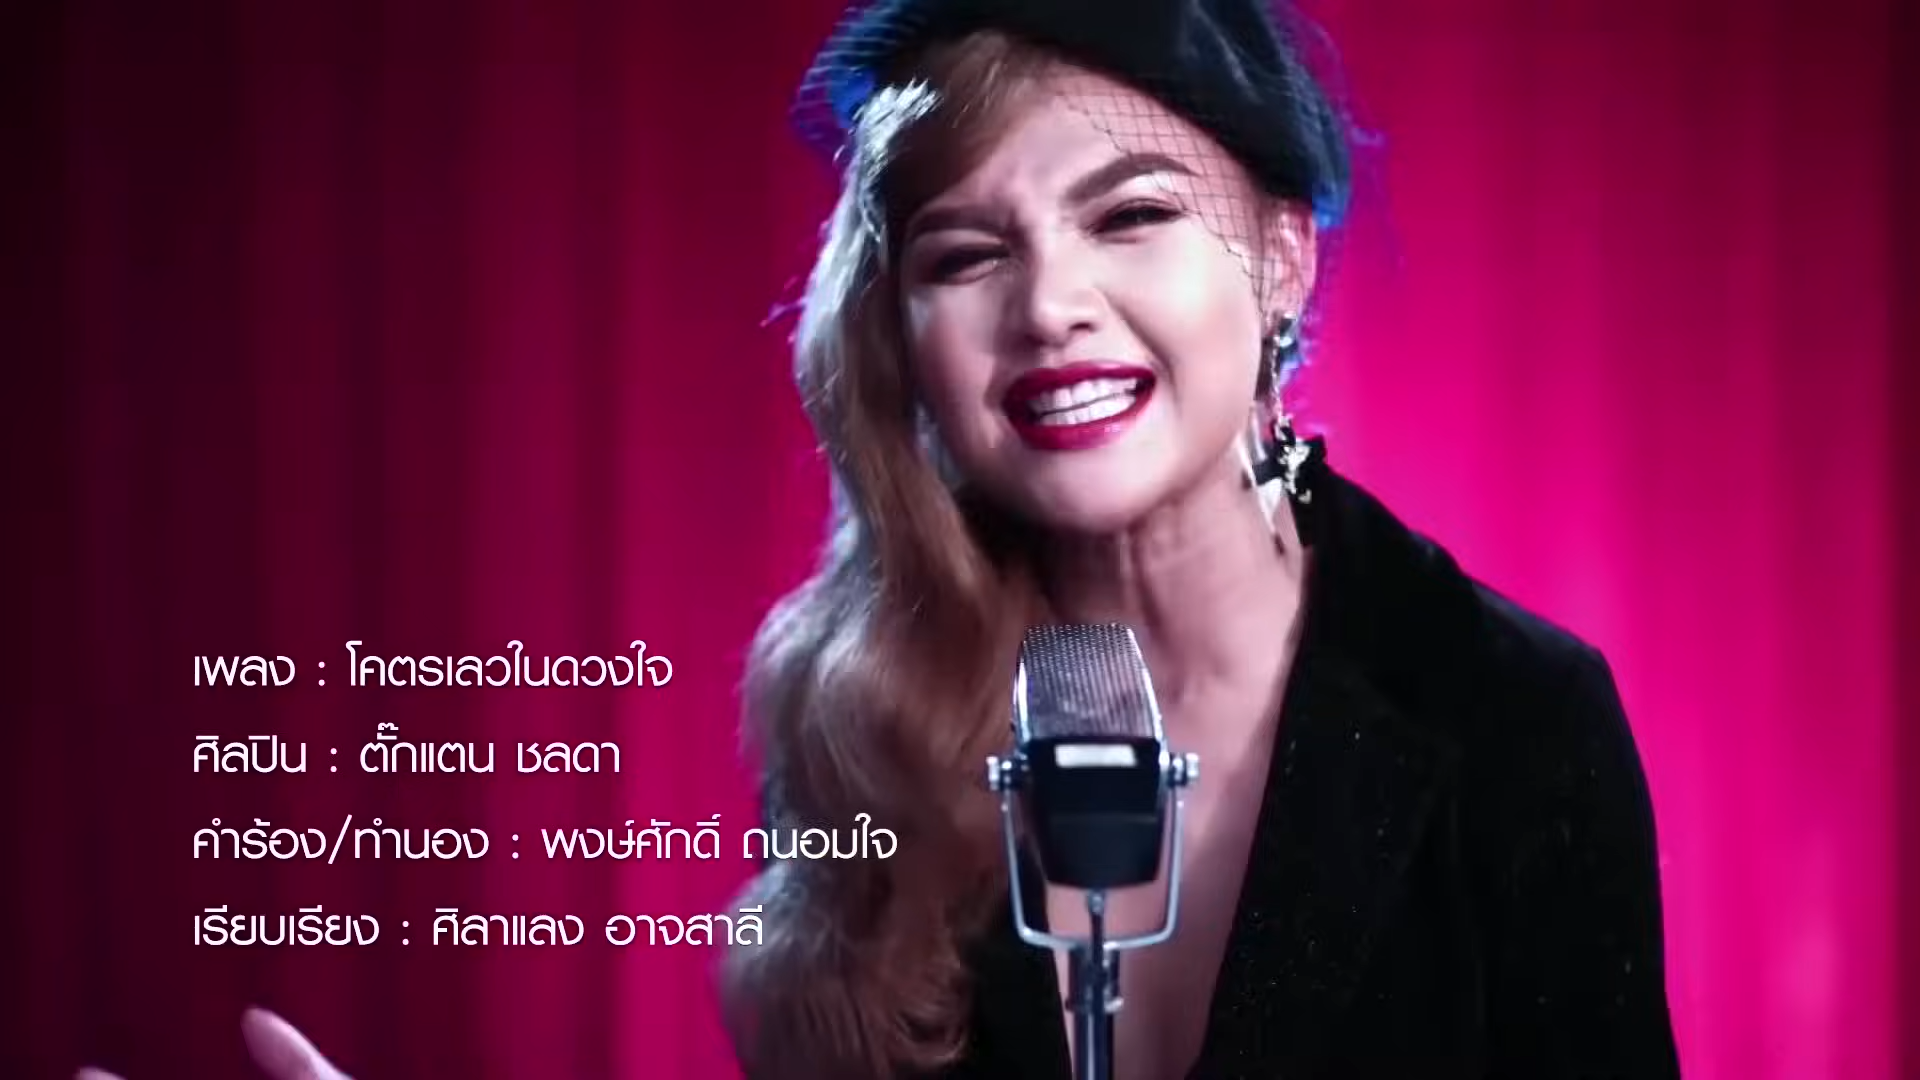 เพลง : โคตรเลวในดวงใจ
ศิลปิน : ตั๊กแตน ชลดา
คำร้อง/ทำนอง : พงษ์ศักดิ์ ถนอมใจ
เรียบเรียง : ศิลาแลง อาจสาลี